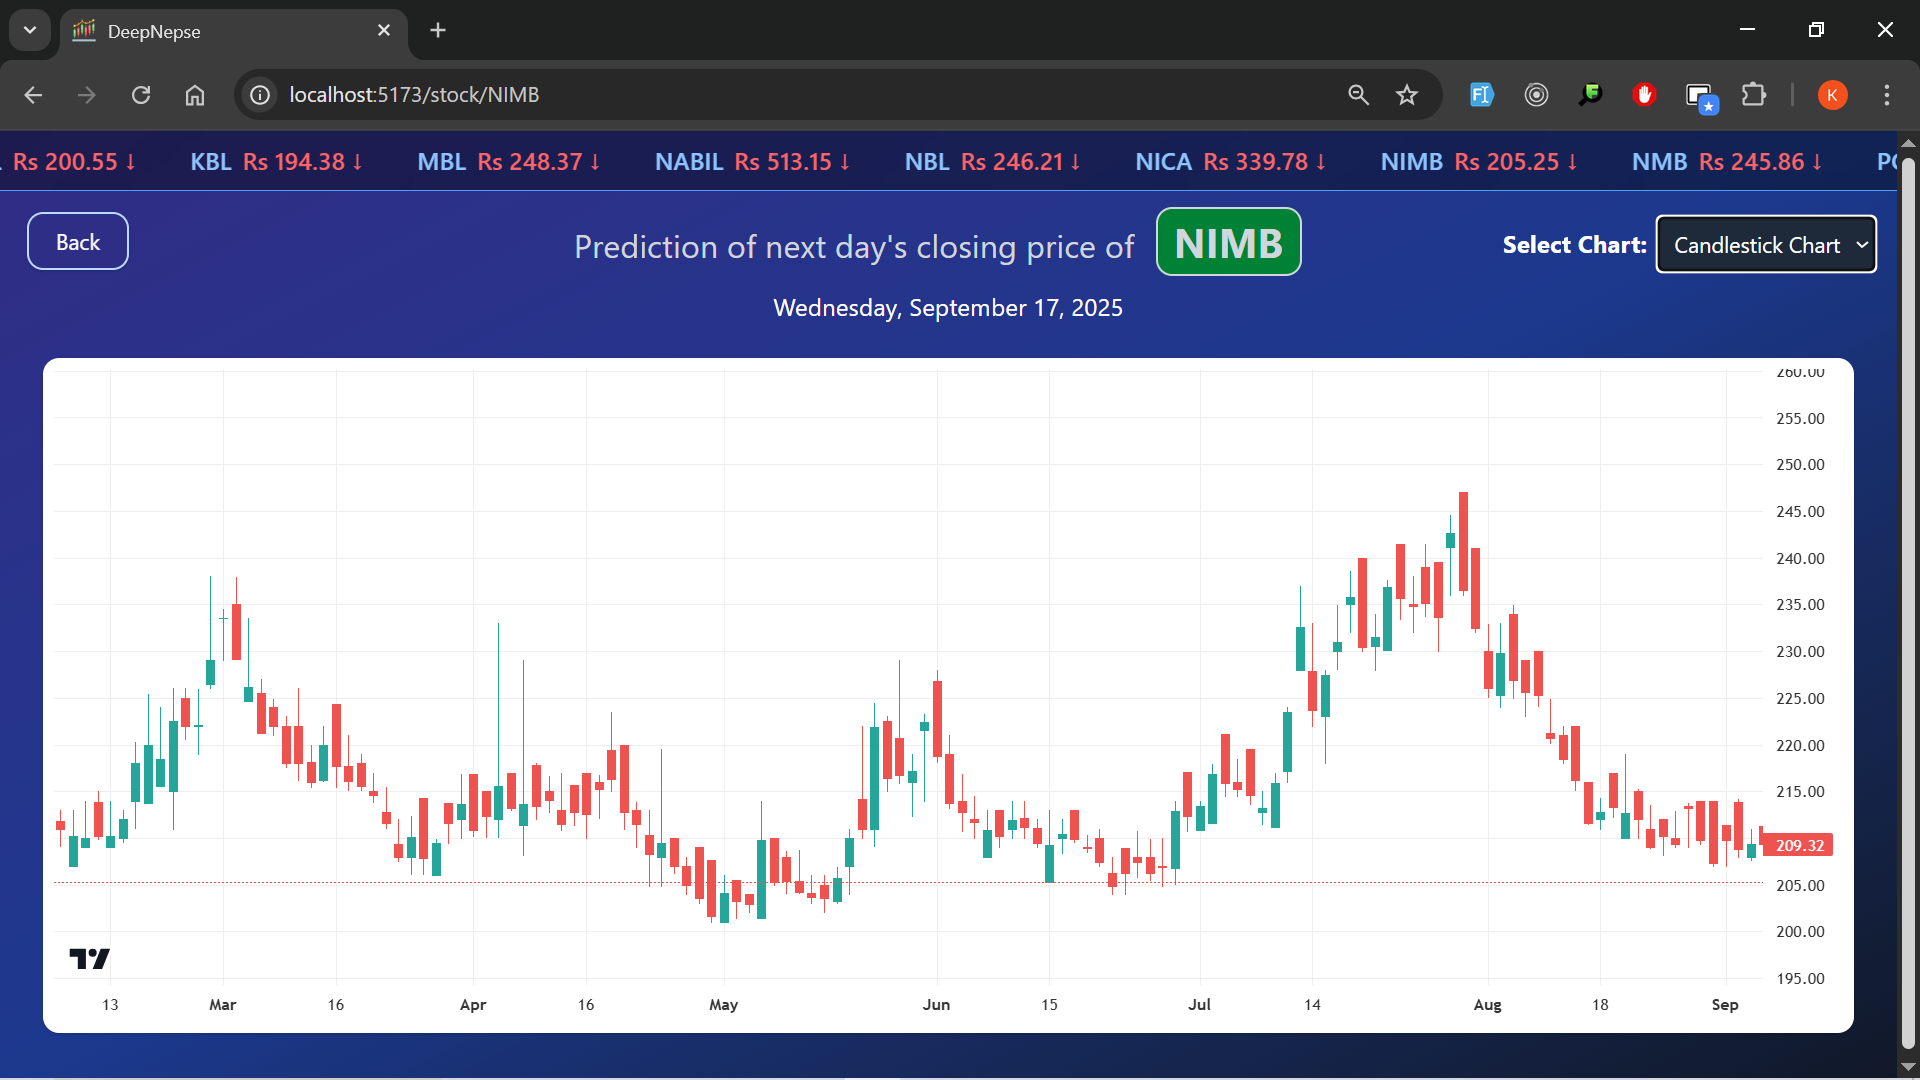 DeepNepse
localhost:5173/stock/NIMB
K
Rs 200.55 ↓ KBL Rs 194.38 ↓ MBL Rs 248.37 ↓ NABIL Rs 513.15 ↓ NBL Rs 246.21 ↓ NICA Rs 339.78 ↓ NIMB Rs 205.25 ↓ NMB Rs 245.86 ↓
Back
Prediction of next day's closing price of NIMB
Select Chart: Candlestick Chart
Wednesday, September 17, 2025
260.00
255.00
250.00
245.00
240.00
235.00
230.00
225.00
220.00
215.00
209.32
205.00
200.00
195.00
13 Mar 16 Apr 16 May Jun 15 Jul 14 Aug 18 Sep